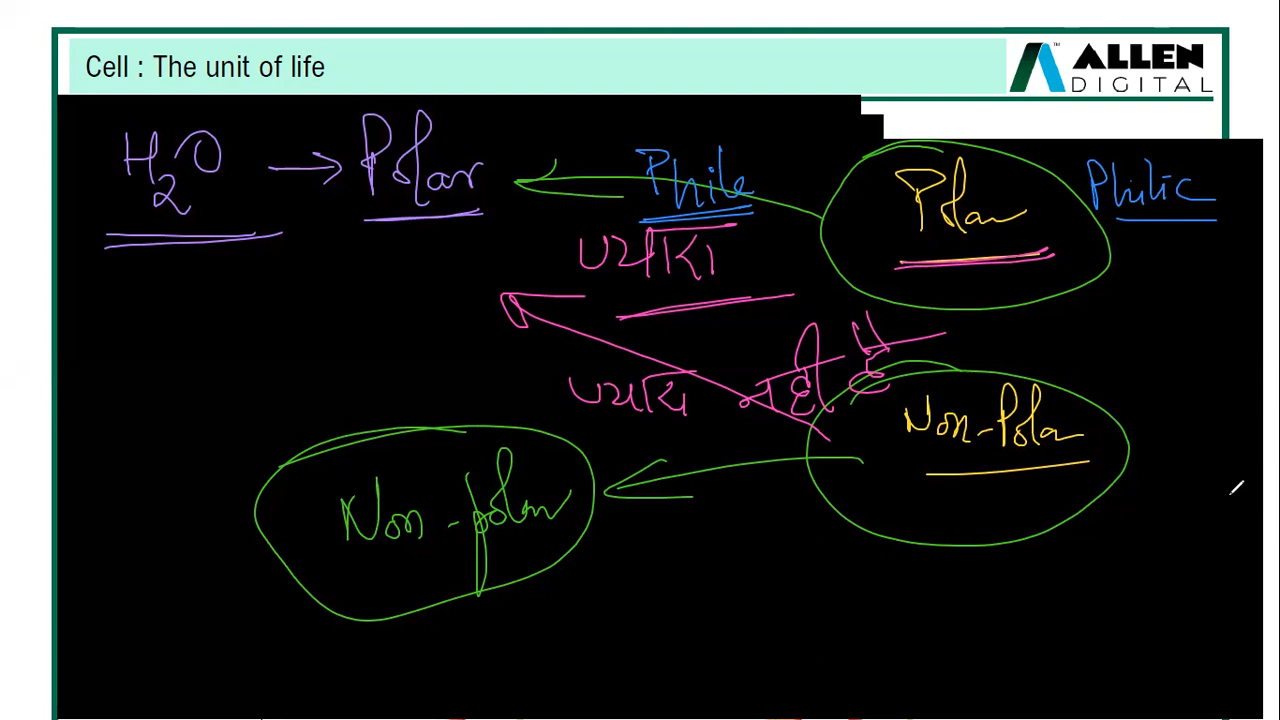 Cell : The unit of life
ALLEN
DIGITAL
H2O → Polar
Phile
Polar
Philic
नहीं है
Non-Polar
Non-polar